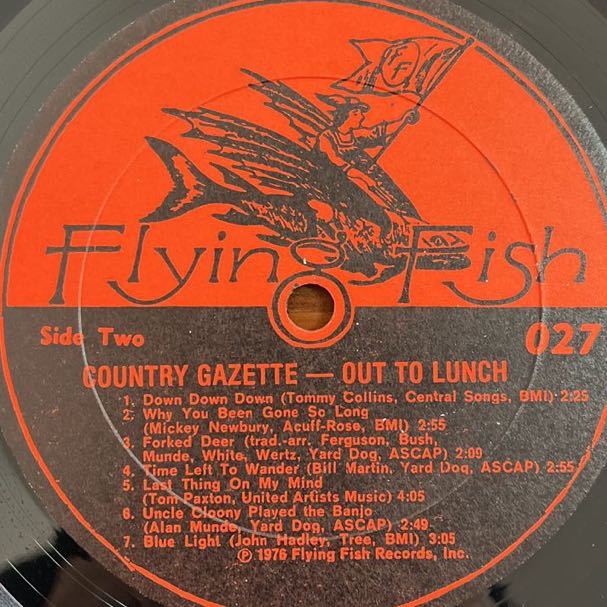 FF
Flying Fish
Side Two 027
COUNTRY GAZETTE — OUT TO LUNCH
1. Down Down Down (Tommy Collins, Central Songs, BMI) 2:25
2. Why You Been Gone So Long
(Mickey Newbury, Acuff-Rose, BMI) 2:55
3. Forked Deer (trad.-arr. Ferguson, Bush,
Munde, White, Wertz, Yard Dog, ASCAP) 2:09
4. Time Left To Wander (Bill Martin, Yard Dog, ASCAP) 2:55
5. Last Thing On My Mind
(Tom Paxton, United Artists Music) 4:05
6. Uncle Cloony Played the Banjo
(Alan Munde, Yard Dog, ASCAP) 2:49
7. Blue Light (John Hadley, Tree, BMI) 3:05
℗ 1976 Flying Fish Records, Inc.